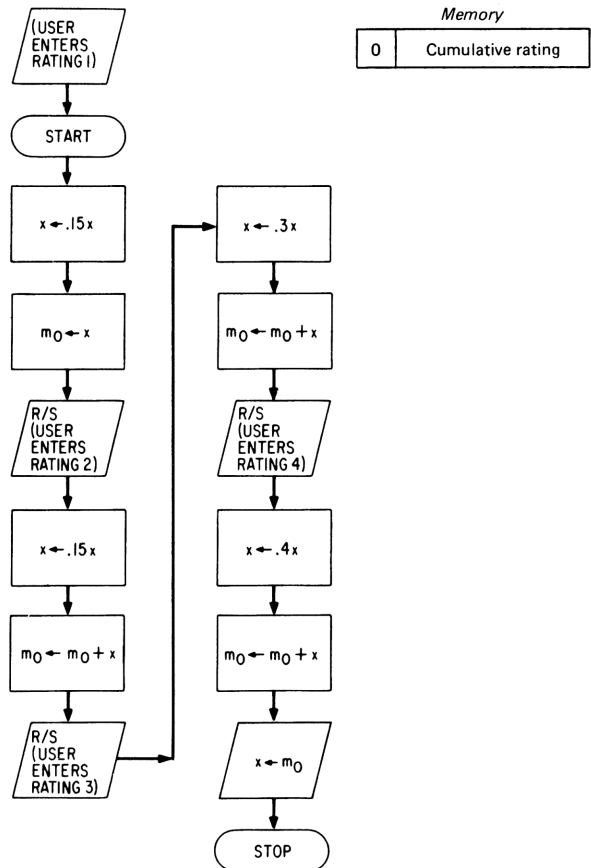 (USER
ENTERS
RATING 1)
START
x ← .15x
m₀ ← x
R/S
(USER
ENTERS
RATING 2)
x ← .15x
m₀ ← m₀ + x
R/S
(USER
ENTERS
RATING 3)
x ← .3x
m₀ ← m₀ + x
R/S
(USER
ENTERS
RATING 4)
x ← .4x
m₀ ← m₀ + x
x ← m₀
STOP
Memory
0 Cumulative rating